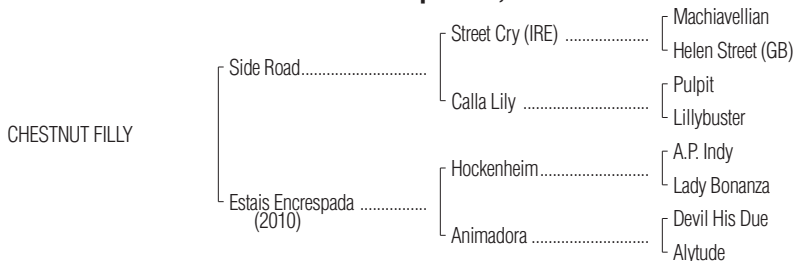 Machiavellian
Street Cry (IRE) ....................
Helen Street (GB)
Side Road..............................
Pulpit
Calla Lily ..............................
Lillybuster
CHESTNUT FILLY
A.P. Indy
Hockenheim..........................
Lady Bonanza
Estais Encrespada ................
(2010)
Devil His Due
Animadora ............................
Alytude